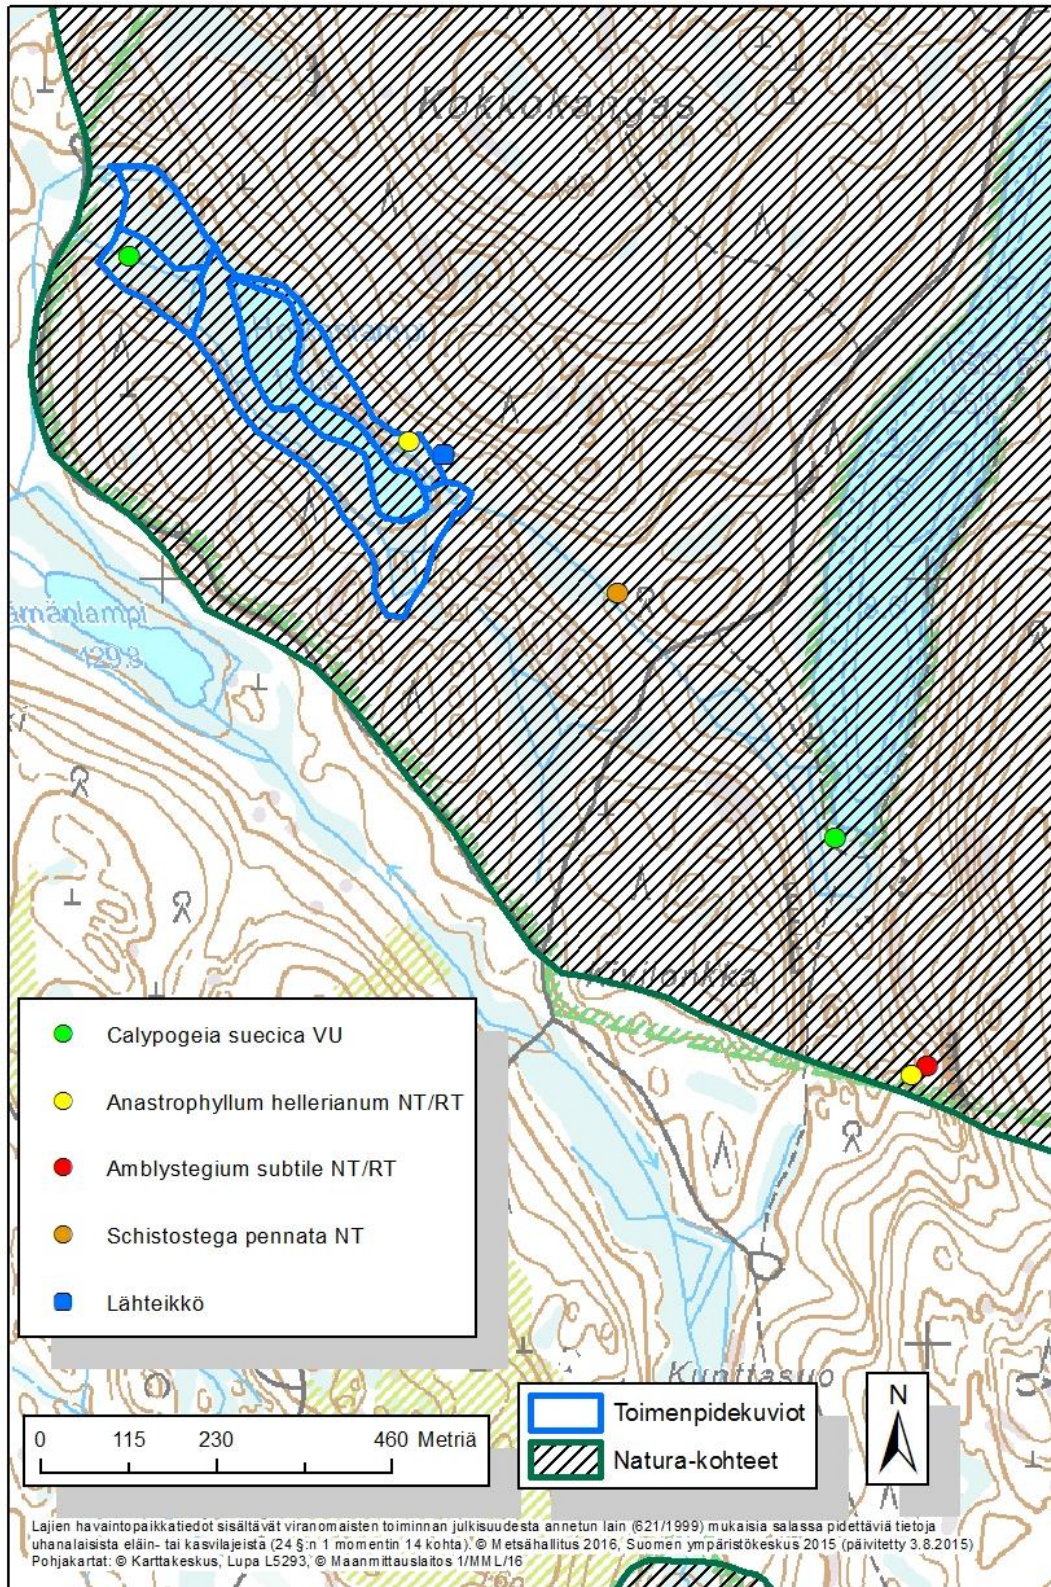 Kokkokangas
129.3
Kivilonkka
Calypogeia suecica VU
Anastrophyllum hellerianum NT/RT
Amblystegium subtile NT/RT
Schistostega pennata NT
Lähteikkö
Kunttasuo
0 115 230 460 Metriä
Toimenpidekuviot
Natura-kohteet
N
Lajien havaintopaikkatiedot sisältävät viranomaisten toiminnan julkisuudesta annetun lain (621/1999) mukaisia salassa pidettäviä tietoja
uhanalaisista eläin- tai kasvilajeista (24 §:n 1 momentin 14 kohta). © Metsähallitus 2016, Suomen ympäristökeskus 2015 (päivitetty 3.8.2015)
Pohjakartat: © Karttakeskus, Lupa L5293, © Maanmittauslaitos 1/MML/16